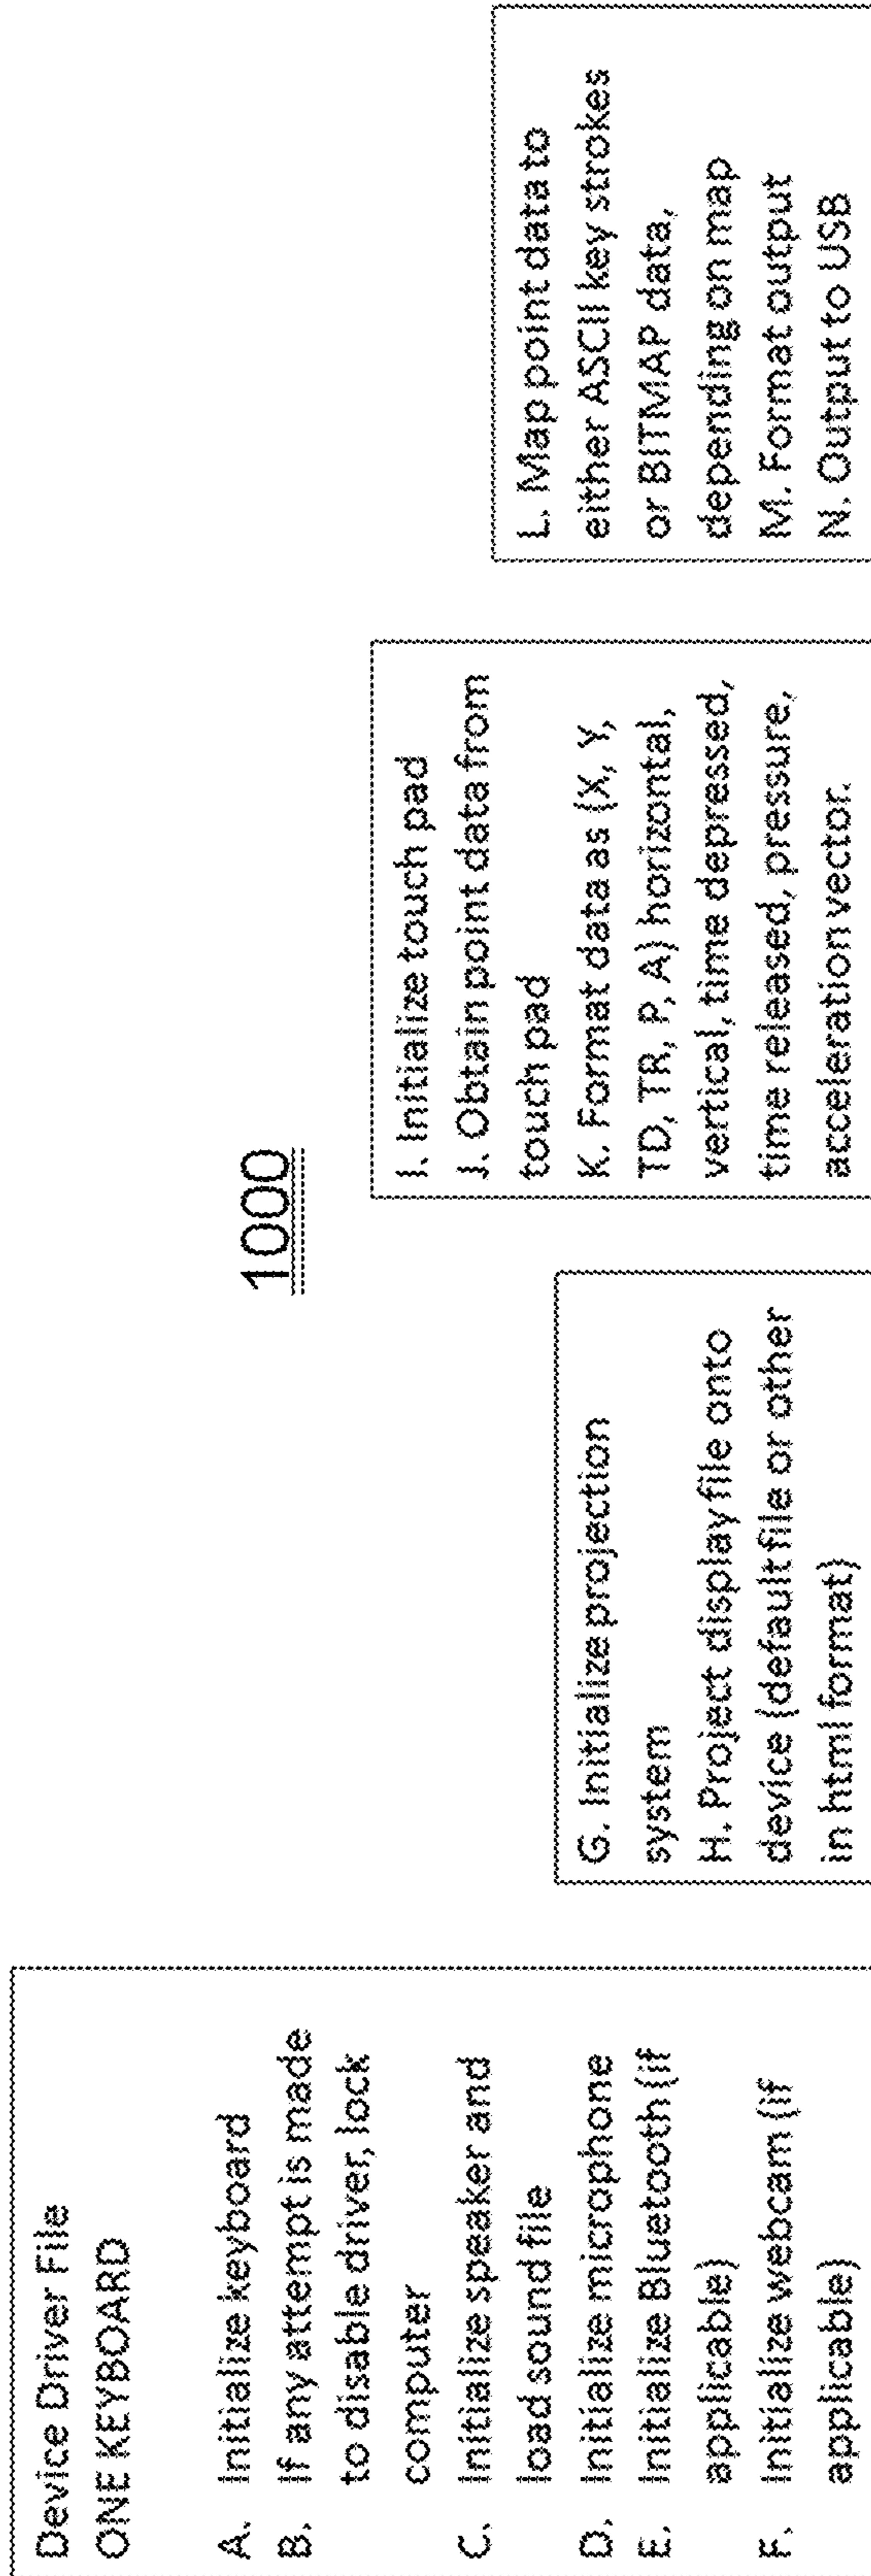 1000
Device Driver File
ONE KEYBOARD
A. Initialize keyboard
B. If any attempt is made
to disable driver, lock
computer
C. Initialize speaker and
load sound file
D. Initialize microphone
E. Initialize Bluetooth (if
applicable)
F. Initialize webcam (if
applicable)
G. Initialize projection
system
H. Project display file onto
device (default file or other
in html format)
I. Initialize touch pad
J. Obtain point data from
touch pad
K. Format data as (X, Y,
TD, TR, P, A) horizontal,
vertical, time depressed,
time released, pressure,
acceleration vector.
L. Map point data to
either ASCII key strokes
or BITMAP data,
depending on map
M. Format output
N. Output to USB